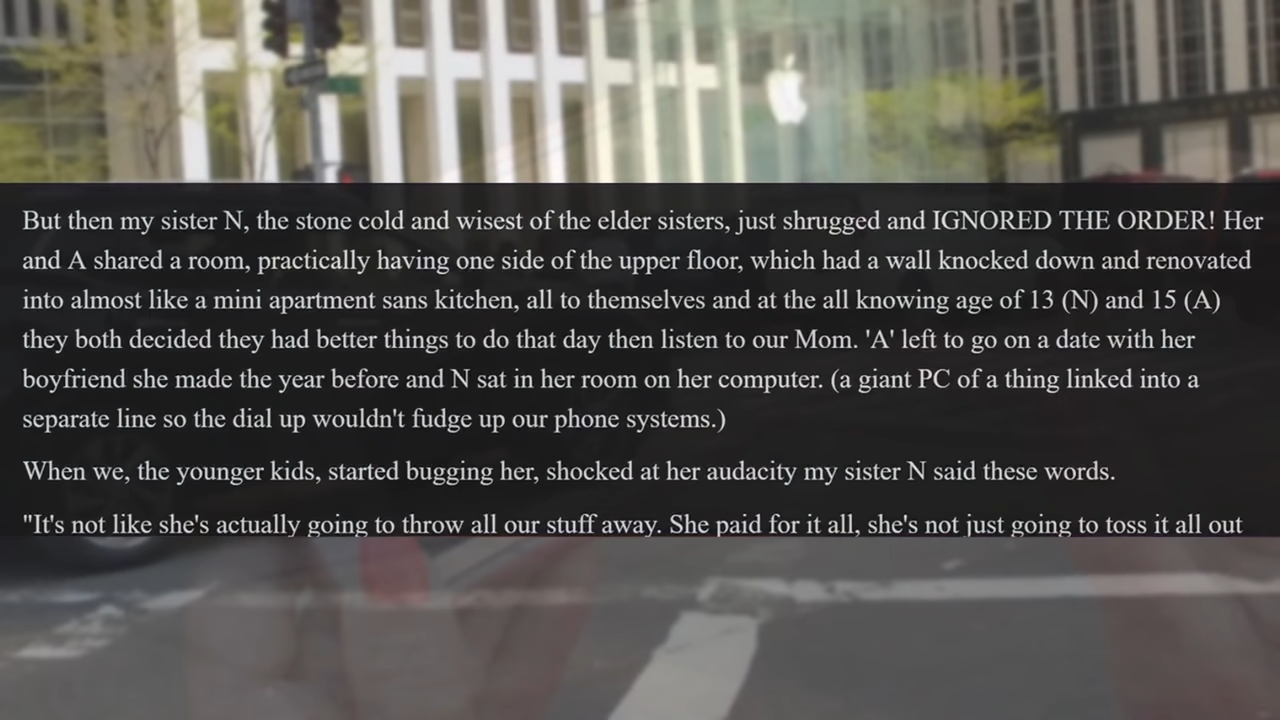 But then my sister N, the stone cold and wisest of the elder sisters, just shrugged and IGNORED THE ORDER! Her
and A shared a room, practically having one side of the upper floor, which had a wall knocked down and renovated
into almost like a mini apartment sans kitchen, all to themselves and at the all knowing age of 13 (N) and 15 (A)
they both decided they had better things to do that day then listen to our Mom. 'A' left to go on a date with her
boyfriend she made the year before and N sat in her room on her computer. (a giant PC of a thing linked into a
separate line so the dial up wouldn't fudge up our phone systems.)
When we, the younger kids, started bugging her, shocked at her audacity my sister N said these words.
"It's not like she's actually going to throw all our stuff away. She paid for it all, she's not just going to toss it all out